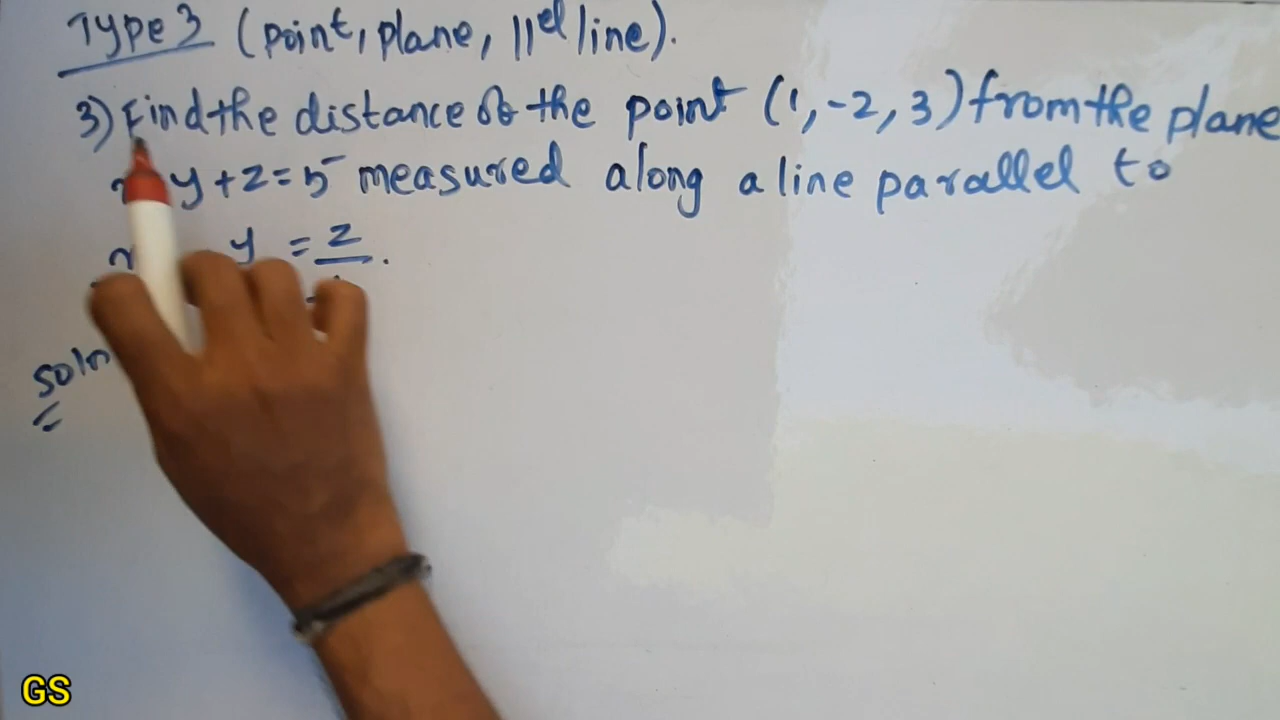 Type 3 (point, plane, ||el line).
3) Find the distance of the point (1, -2, 3) from the plane
y + z = 5 measured along a line parallel to
y = z
soln
GS